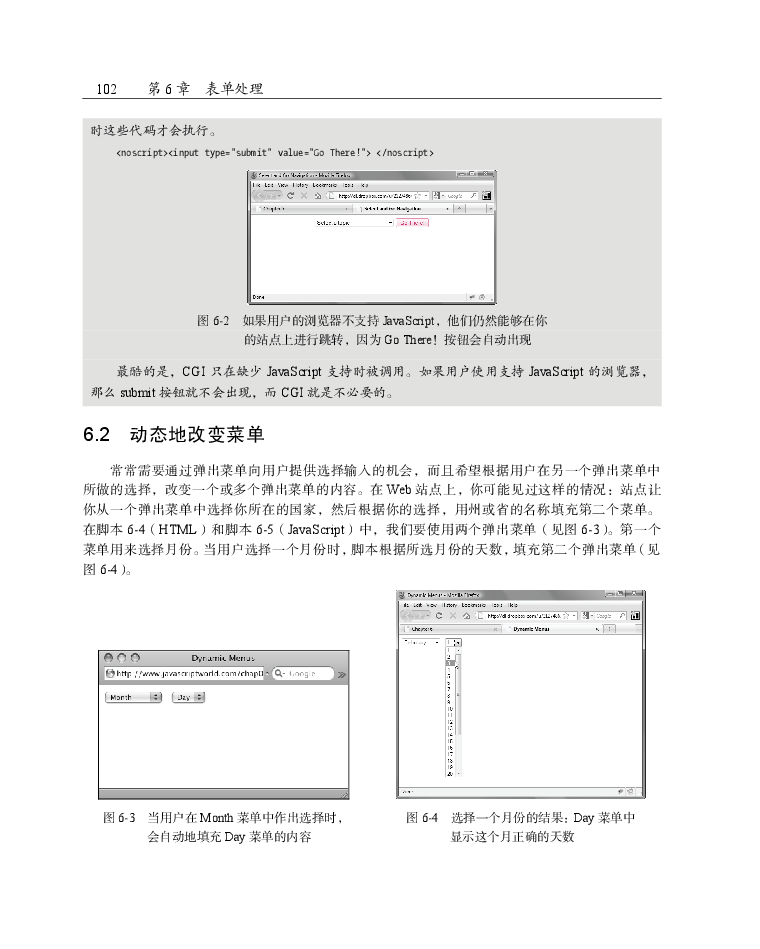 102 第 6 章 表单处理
时这些代码才会执行。
<noscript><input type="submit" value="Go There!"> </noscript>
Done
图 6-2 如果用户的浏览器不支持 JavaScript，他们仍然能够在你
的站点上进行跳转，因为 Go There！按钮会自动出现
最酷的是，CGI 只在缺少 JavaScript 支持时被调用。如果用户使用支持 JavaScript 的浏览器，
那么 submit 按钮就不会出现，而 CGI 就是不必要的。
6.2 动态地改变菜单
常常需要通过弹出菜单向用户提供选择输入的机会，而且希望根据用户在另一个弹出菜单中
所做的选择，改变一个或多个弹出菜单的内容。在 Web 站点上，你可能见过这样的情况：站点让
你从一个弹出菜单中选择你所在的国家，然后根据你的选择，用州或省的名称填充第二个菜单。
在脚本 6-4（HTML）和脚本 6-5（JavaScript）中，我们要使用两个弹出菜单（见图 6-3）。第一个
菜单用来选择月份。当用户选择一个月份时，脚本根据所选月份的天数，填充第二个弹出菜单（见
图 6-4）。
Dynamic Menus
http://www.javascriptworld.com/chap0
Google
Month Day
图 6-3 当用户在 Month 菜单中作出选择时，
会自动地填充 Day 菜单的内容
Dynamic Menus - Mozilla Firefox
File Edit View History Bookmarks Tools Help
Dynamic Menus
February
10
11
12
13
14
15
16
17
18
19
20
图 6-4 选择一个月份的结果：Day 菜单中
显示这个月正确的天数